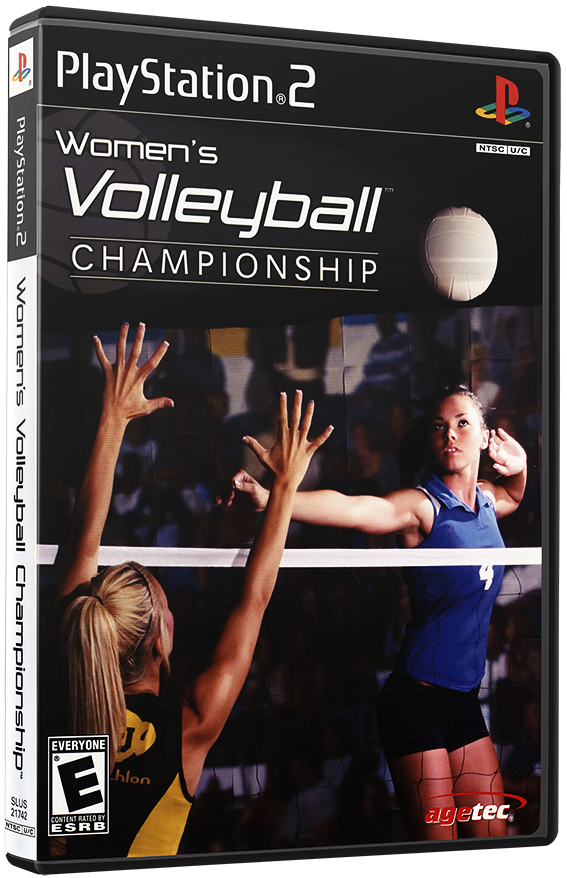 PlayStation®2
NTSC U/C
Women's
Volleyball™
CHAMPIONSHIP
4
hlon
EVERYONE
E
CONTENT RATED BY
ESRB
agetec®
PlayStation®2
Women's Volleyball Championship™
SLUS
21742
NTSC U/C